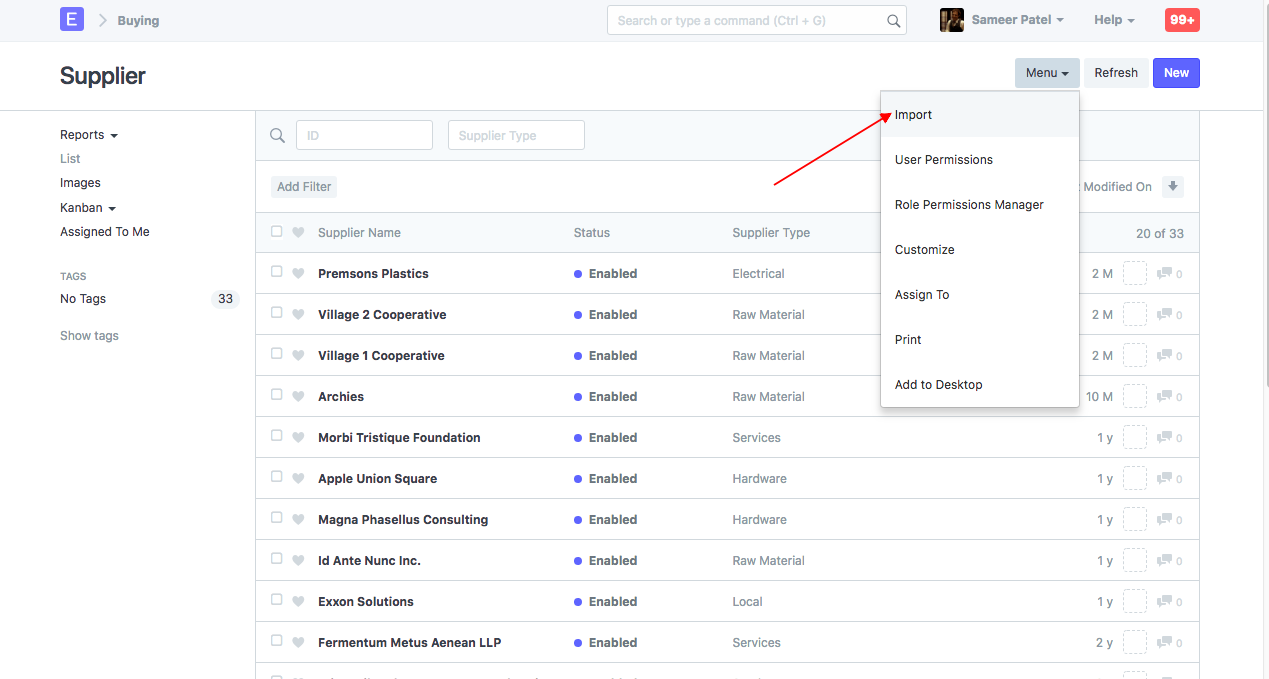 E Buying Search or type a command (Ctrl + G) Sameer Patel Help 99+
Supplier Menu Refresh New
Import
User Permissions
Role Permissions Manager
Customize
Assign To
Print
Add to Desktop
Reports
List
Images
Kanban
Assigned To Me
TAGS
No Tags 33
Show tags
ID Supplier Type
Add Filter Modified On
Supplier Name Status Supplier Type 20 of 33
Premsons Plastics Enabled Electrical 2 M 0
Village 2 Cooperative Enabled Raw Material 2 M 0
Village 1 Cooperative Enabled Raw Material 2 M 0
Archies Enabled Raw Material 10 M 0
Morbi Tristique Foundation Enabled Services 1 y 0
Apple Union Square Enabled Hardware 1 y 0
Magna Phasellus Consulting Enabled Hardware 1 y 0
Id Ante Nunc Inc. Enabled Raw Material 1 y 0
Exxon Solutions Enabled Local 1 y 0
Fermentum Metus Aenean LLP Enabled Services 2 y 0